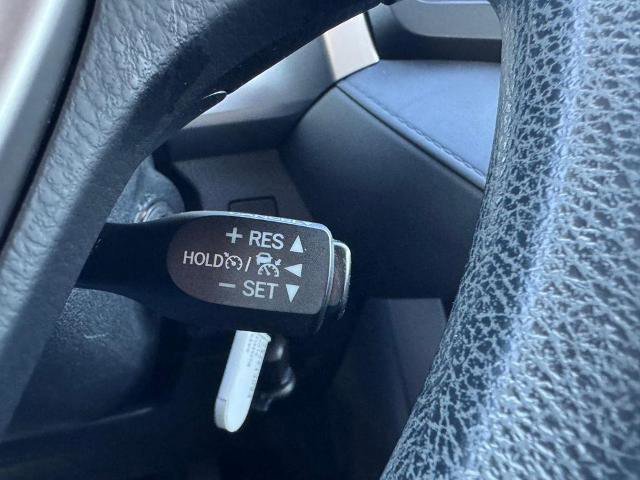 + RES ▲
HOLD / ◄
− SET ▼